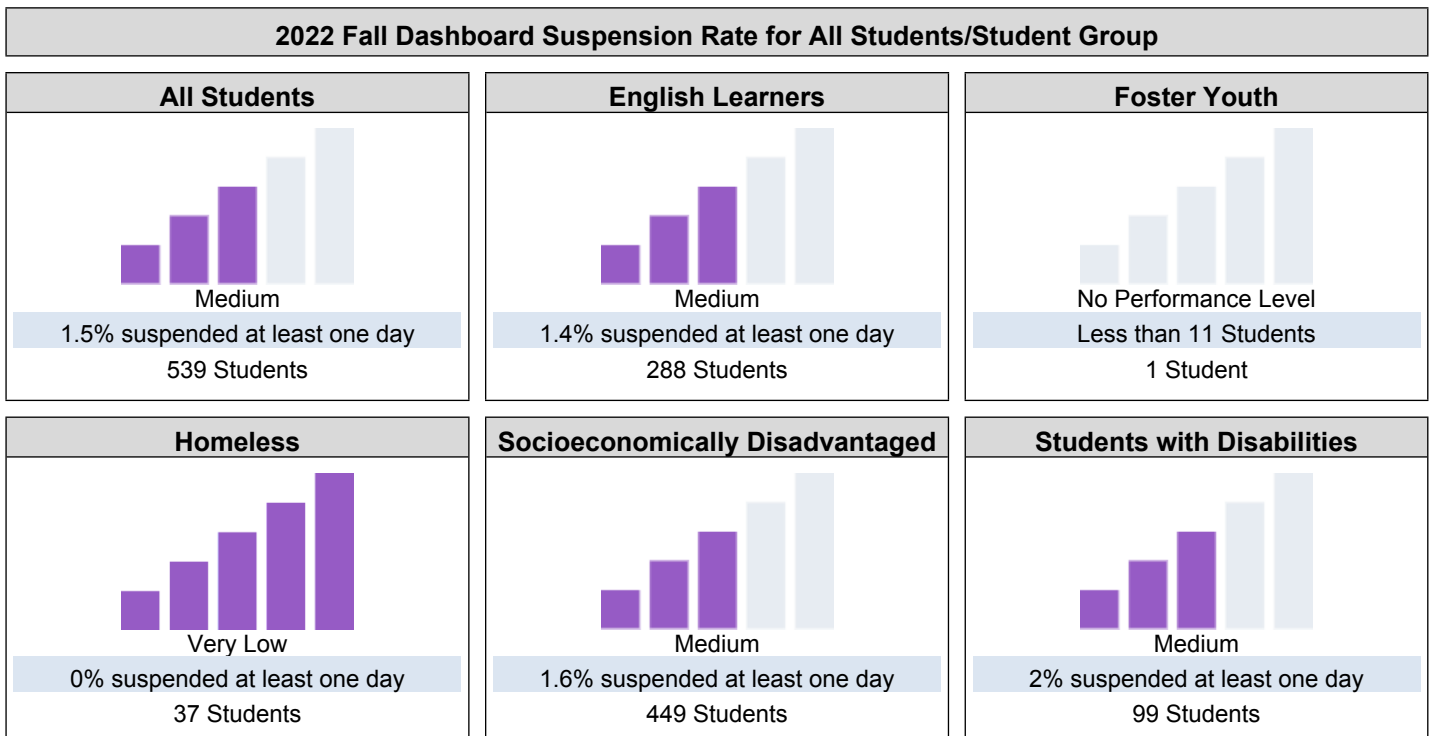 2022 Fall Dashboard Suspension Rate for All Students/Student Group
All Students
Medium
1.5% suspended at least one day
539 Students
English Learners
Medium
1.4% suspended at least one day
288 Students
Foster Youth
No Performance Level
Less than 11 Students
1 Student
Homeless
Very Low
0% suspended at least one day
37 Students
Socioeconomically Disadvantaged
Medium
1.6% suspended at least one day
449 Students
Students with Disabilities
Medium
2% suspended at least one day
99 Students